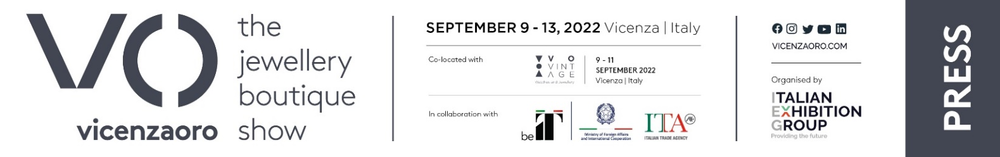 VO
the
jewellery
boutique
vicenzaoro show
SEPTEMBER 9 - 13, 2022 Vicenza | Italy
Co-located with
VO
VINT
AGE
Watches and Jewellery
9 - 11
SEPTEMBER 2022
Vicenza | Italy
In collaboration with
be IT
Ministry of Foreign Affairs
and International Cooperation
ITA
ITALIAN TRADE AGENCY
VICENZAORO.COM
Organised by
ITALIAN
EXHIBITION
GROUP
Providing the future
PRESS